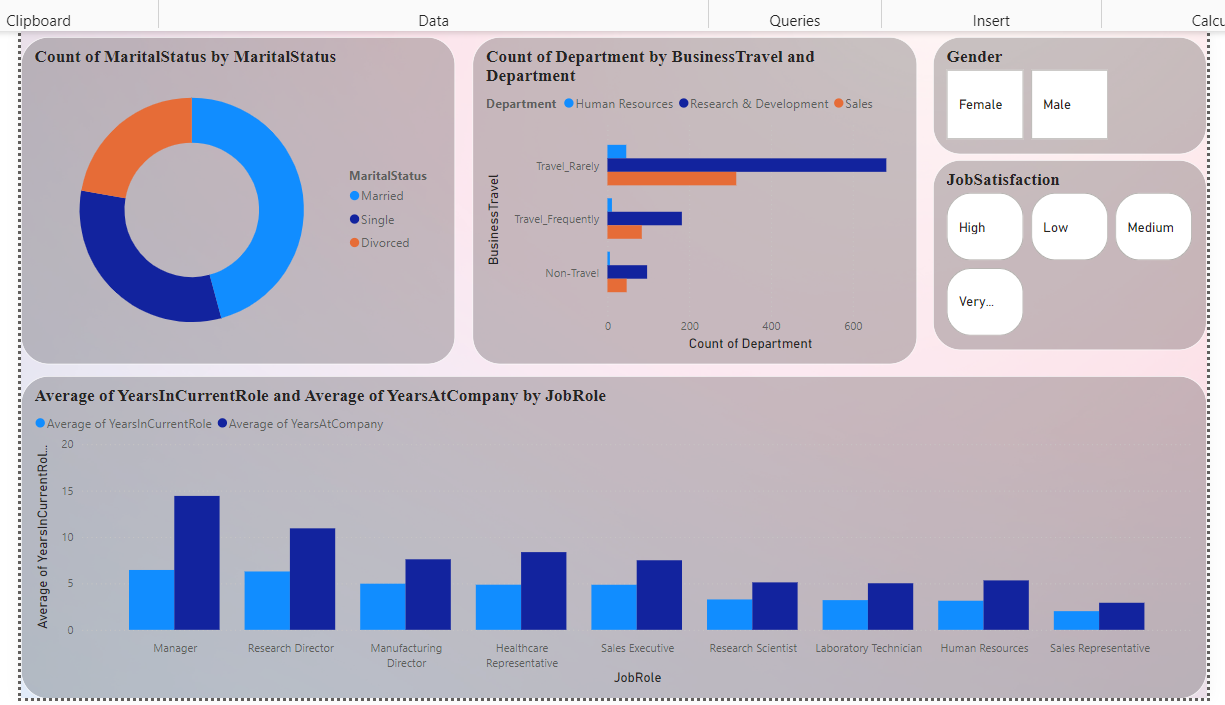 Clipboard
Data
Queries
Insert
Calcu
Count of MaritalStatus by MaritalStatus
MaritalStatus
Married
Single
Divorced
Count of Department by BusinessTravel and
Department
Department Human Resources Research & Development Sales
BusinessTravel
Travel_Rarely
Travel_Frequently
Non-Travel
0 200 400 600
Count of Department
Gender
Female Male
JobSatisfaction
High Low Medium
Very...
Average of YearsInCurrentRole and Average of YearsAtCompany by JobRole
Average of YearsInCurrentRole Average of YearsAtCompany
Average of YearsInCurrentRol...
20
15
10
5
0
Manager
Research Director
Manufacturing
Director
Healthcare
Representative
Sales Executive
Research Scientist
Laboratory Technician
Human Resources
Sales Representative
JobRole